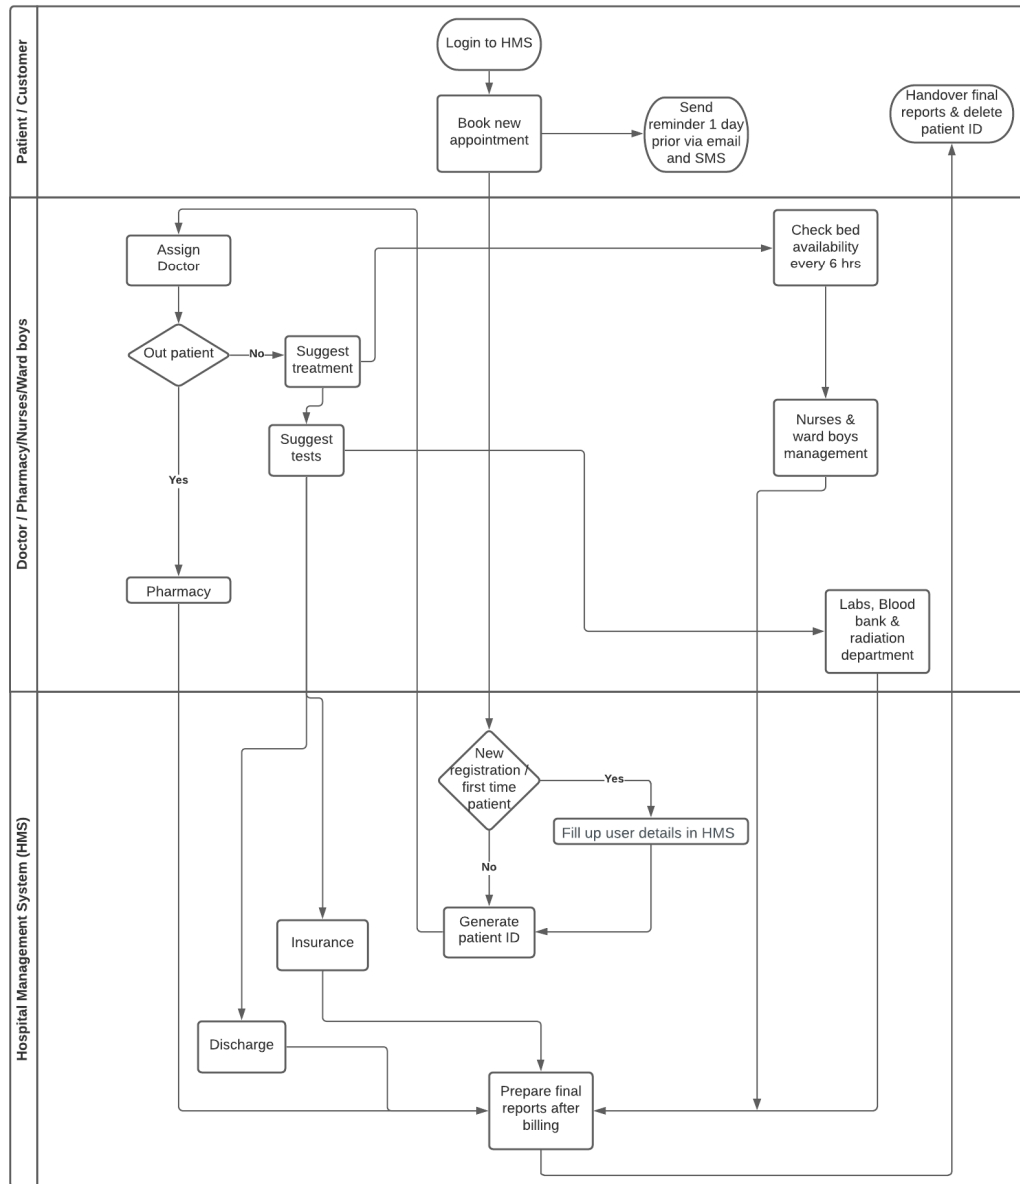 Patient / Customer
Login to HMS
Book new
appointment
Send
reminder 1 day
prior via email
and SMS
Handover final
reports & delete
patient ID
Doctor / Pharmacy/Nurses/Ward boys
Assign
Doctor
Out patient
No
Suggest
treatment
Suggest
tests
Yes
Pharmacy
Check bed
availability
every 6 hrs
Nurses &
ward boys
management
Labs, Blood
bank &
radiation
department
Hospital Management System (HMS)
New
registration /
first time
patient
Yes
Fill up user details in HMS
No
Generate
patient ID
Insurance
Discharge
Prepare final
reports after
billing